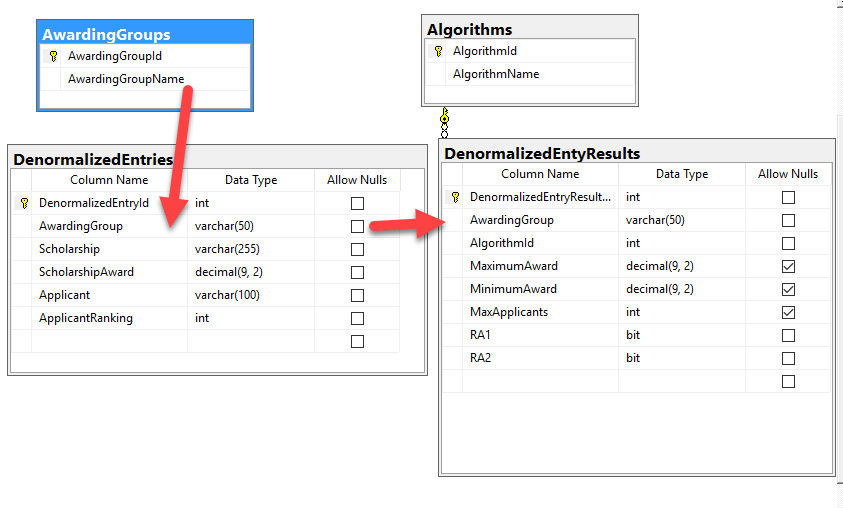 AwardingGroups
AwardingGroupId
AwardingGroupName
Algorithms
AlgorithmId
AlgorithmName
DenormalizedEntries
Column Name Data Type Allow Nulls
DenormalizedEntryId int
AwardingGroup varchar(50)
Scholarship varchar(255)
ScholarshipAward decimal(9, 2)
Applicant varchar(100)
ApplicantRanking int
DenormalizedEntyResults
Column Name Data Type Allow Nulls
DenormalizedEntryResult... int
AwardingGroup varchar(50)
AlgorithmId int
MaximumAward decimal(9, 2)
MinimumAward decimal(9, 2)
MaxApplicants int
RA1 bit
RA2 bit